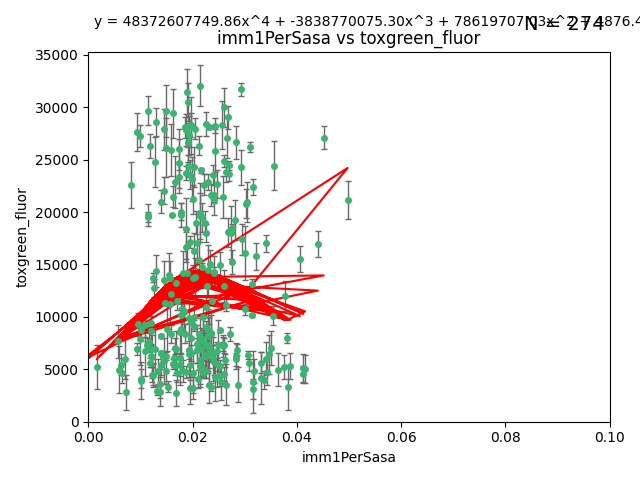 y = 48372607749.86x^4 + -3838770075.30x^3 + 78619707
N = 274
imm1PerSasa vs toxgreen_fluor
35000
30000
25000
20000
15000
10000
5000
0
toxgreen_fluor
0.00 0.02 0.04 0.06 0.08 0.10
imm1PerSasa